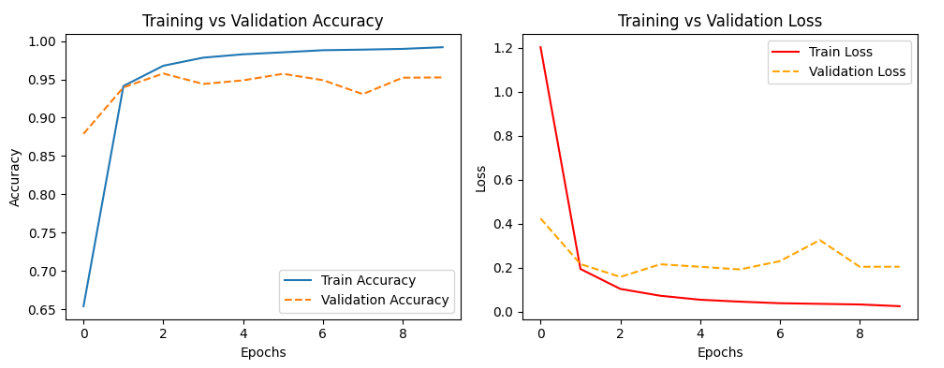 Training vs Validation Accuracy
1.00
0.95
0.90
0.85
0.80
0.75
0.70
0.65
Accuracy
0 2 4 6 8
Epochs
Train Accuracy
Validation Accuracy
Training vs Validation Loss
1.2
1.0
0.8
0.6
0.4
0.2
0.0
Loss
0 2 4 6 8
Epochs
Train Loss
Validation Loss